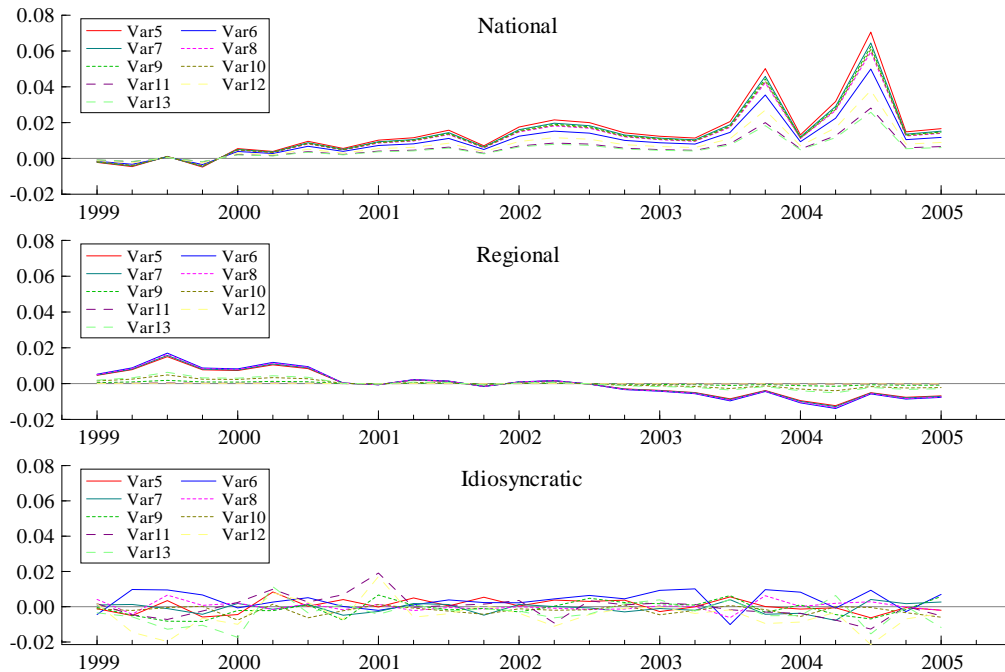 National
0.08
0.06
0.04
0.02
0.00
-0.02
Var5 Var6
Var7 Var8
Var9 Var10
Var11 Var12
Var13
1999 2000 2001 2002 2003 2004 2005
Regional
0.08
0.06
0.04
0.02
0.00
-0.02
Var5 Var6
Var7 Var8
Var9 Var10
Var11 Var12
Var13
1999 2000 2001 2002 2003 2004 2005
Idiosyncratic
0.08
0.06
0.04
0.02
0.00
-0.02
Var5 Var6
Var7 Var8
Var9 Var10
Var11 Var12
Var13
1999 2000 2001 2002 2003 2004 2005